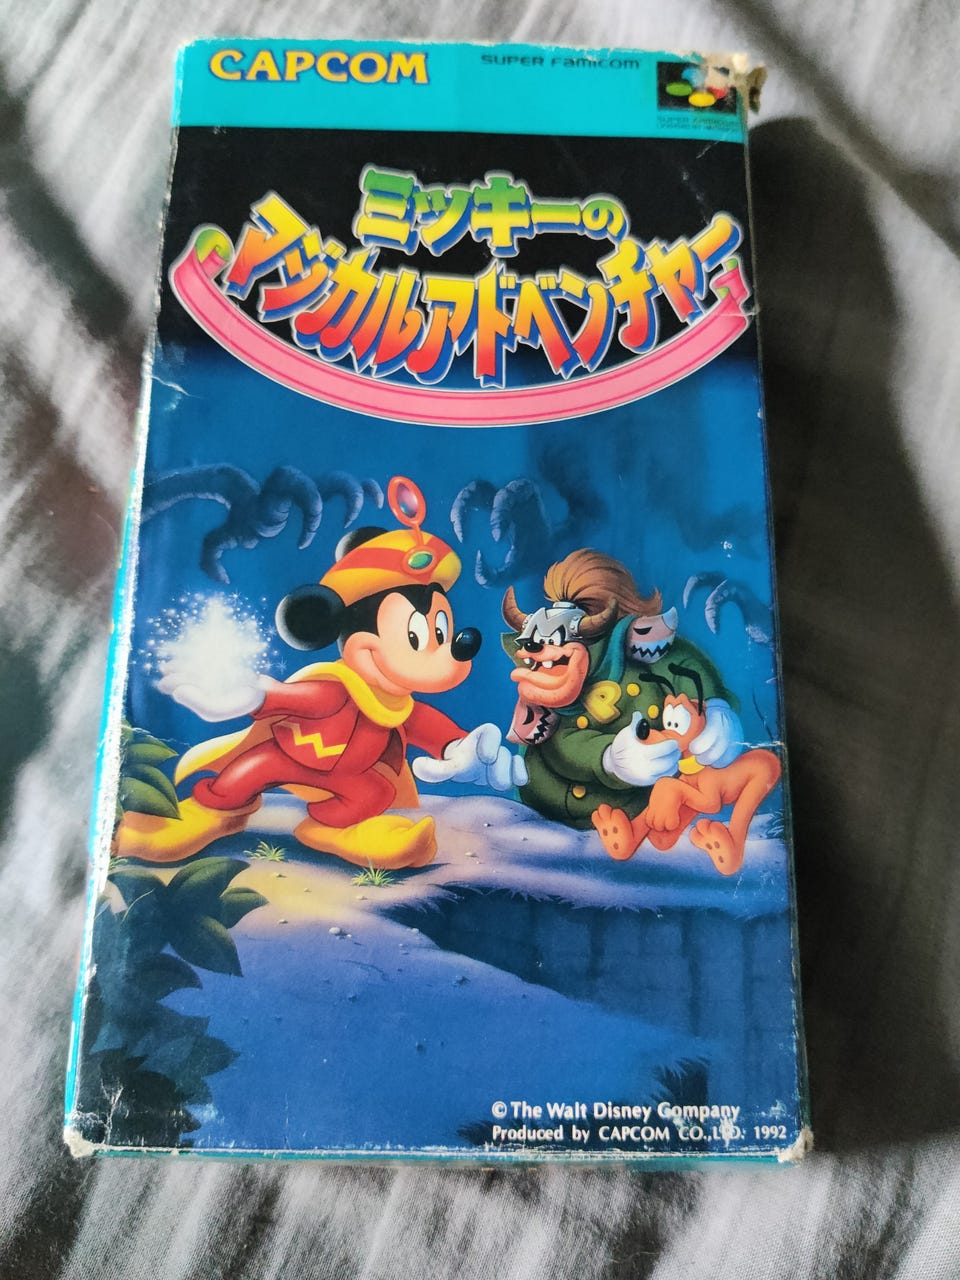 CAPCOM
SUPER FAMICOM
ミッキーの
マジカルアドベンチャー
M
P
© The Walt Disney Company
Produced by CAPCOM CO., LTD. 1992